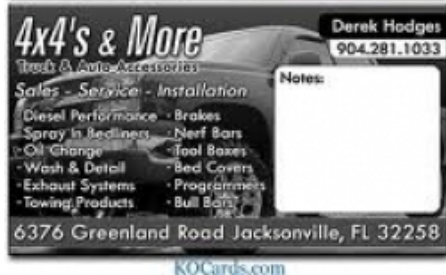 4x4's & More
Truck & Auto Accessories
Sales - Service - Installation
- Diesel Performance
- Spray In Bedliners
- Oil Change
- Wash & Detail
- Exhaust Systems
- Towing Products
- Brakes
- Nerf Bars
- Tool Boxes
- Bed Covers
- Programmers
- Bull Bars
Derek Hodges
904.281.1033
Notes:
6376 Greenland Road Jacksonville, FL 32258
KOCards.com